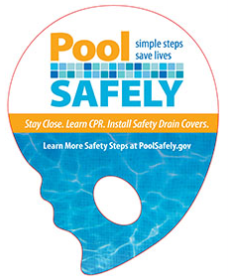 Pool simple steps
save lives
SAFELY
Stay Close. Learn CPR. Install Safety Drain Covers.
Learn More Safety Steps at PoolSafely.gov